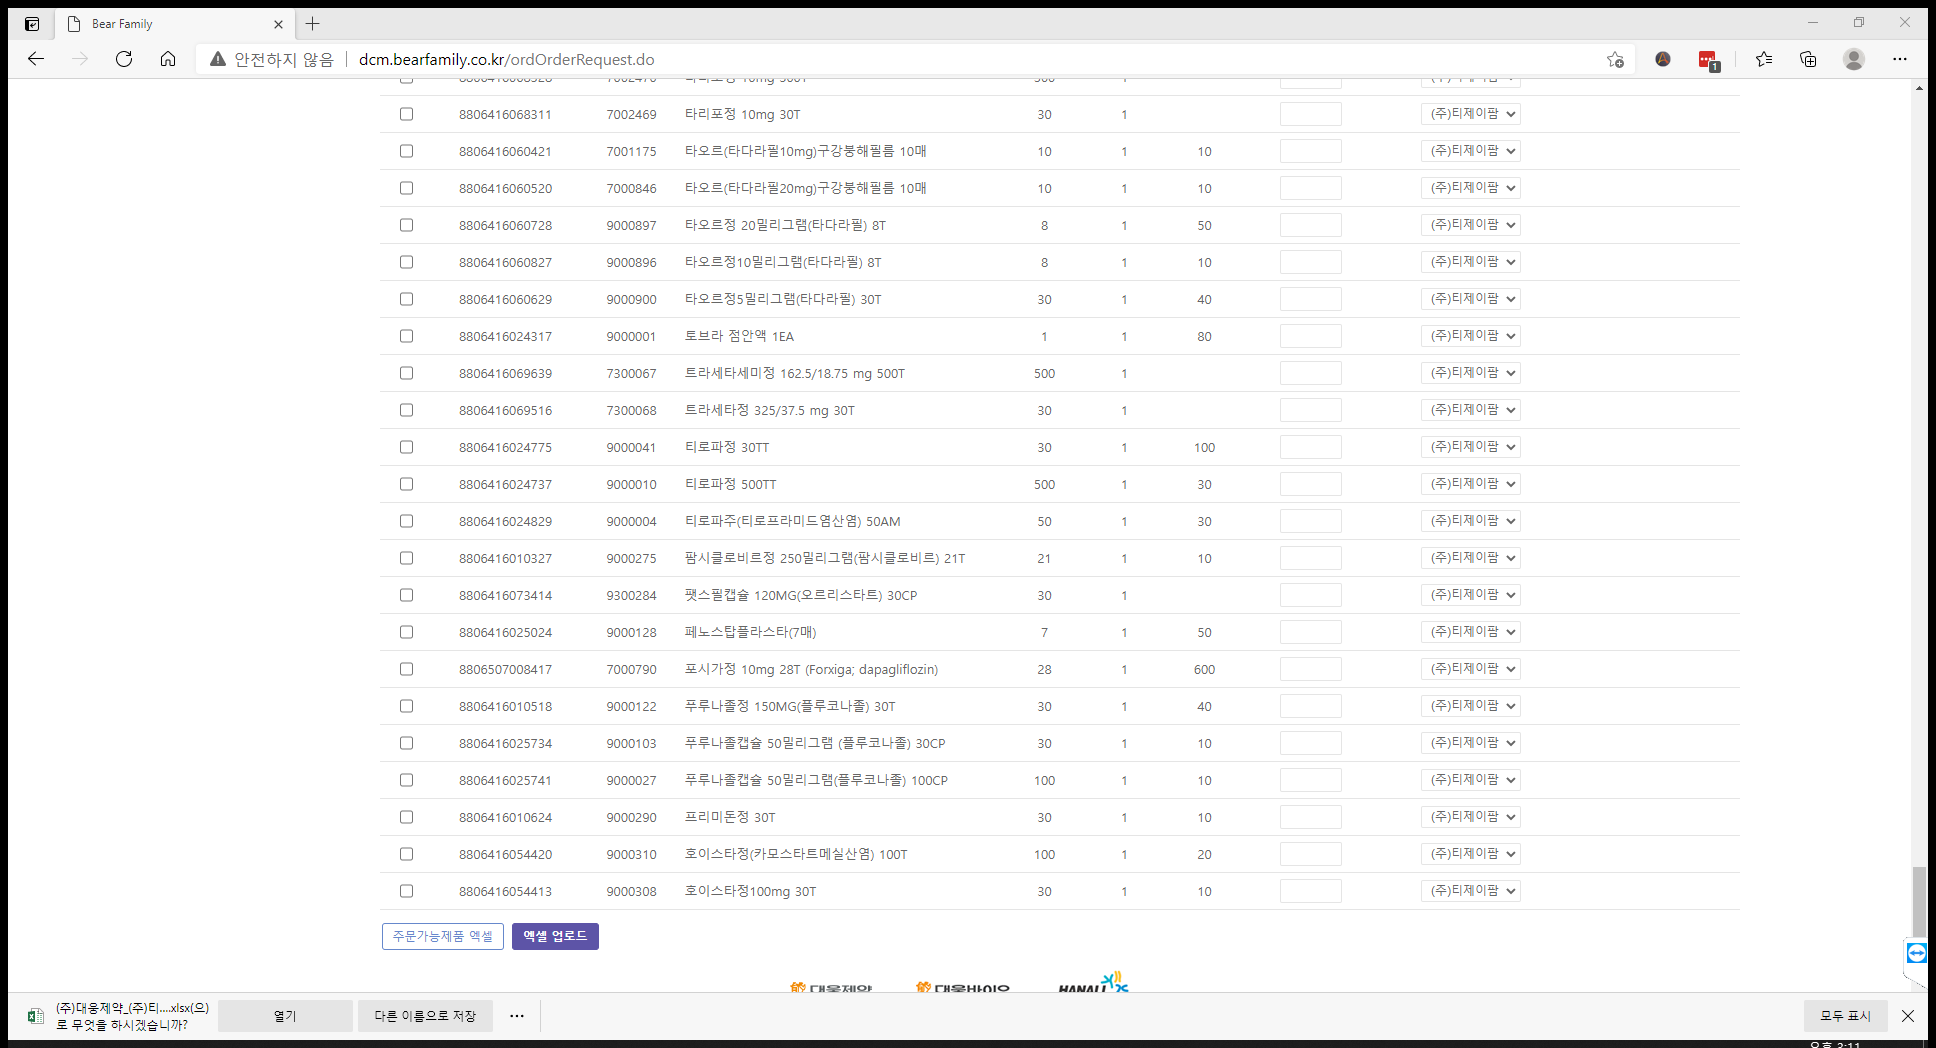 Bear Family
안전하지 않음 dcm.bearfamily.co.kr/ordOrderRequest.do
1
8806416068311 7002469 타리포정 10mg 30T 30 1 (주)티제이팜
8806416060421 7001175 타오르(타다라필10mg)구강붕해필름 10매 10 1 10 (주)티제이팜
8806416060520 7000846 타오르(타다라필20mg)구강붕해필름 10매 10 1 10 (주)티제이팜
8806416060728 9000897 타오르정 20밀리그램(타다라필) 8T 8 1 50 (주)티제이팜
8806416060827 9000896 타오르정10밀리그램(타다라필) 8T 8 1 10 (주)티제이팜
8806416060629 9000900 타오르정5밀리그램(타다라필) 30T 30 1 40 (주)티제이팜
8806416024317 9000001 토브라 점안액 1EA 1 1 80 (주)티제이팜
8806416069639 7300067 트라세타세미정 162.5/18.75 mg 500T 500 1 (주)티제이팜
8806416069516 7300068 트라세타정 325/37.5 mg 30T 30 1 (주)티제이팜
8806416024775 9000041 티로파정 30TT 30 1 100 (주)티제이팜
8806416024737 9000010 티로파정 500TT 500 1 30 (주)티제이팜
8806416024829 9000004 티로파주(티로프라미드염산염) 50AM 50 1 30 (주)티제이팜
8806416010327 9000275 팜시클로비르정 250밀리그램(팜시클로비르) 21T 21 1 10 (주)티제이팜
8806416073414 9300284 팻스필캡슐 120MG(오르리스타트) 30CP 30 1 (주)티제이팜
8806416025024 9000128 페노스탑플라스타(7매) 7 1 50 (주)티제이팜
8806507008417 7000790 포시가정 10mg 28T (Forxiga; dapagliflozin) 28 1 600 (주)티제이팜
8806416010518 9000122 푸루나졸정 150MG(플루코나졸) 30T 30 1 40 (주)티제이팜
8806416025734 9000103 푸루나졸캡슐 50밀리그램 (플루코나졸) 30CP 30 1 10 (주)티제이팜
8806416025741 9000027 푸루나졸캡슐 50밀리그램(플루코나졸) 100CP 100 1 10 (주)티제이팜
8806416010624 9000290 프리미돈정 30T 30 1 10 (주)티제이팜
8806416054420 9000310 호이스타정(카모스타트메실산염) 100T 100 1 20 (주)티제이팜
8806416054413 9000308 호이스타정100mg 30T 30 1 10 (주)티제이팜
주문가능제품 엑셀 엑셀 업로드
대웅제약 대웅바이오 HANALL
(주)대웅제약_(주)티....xlsx(으)
로 무엇을 하시겠습니까?
열기 다른 이름으로 저장 모두 표시